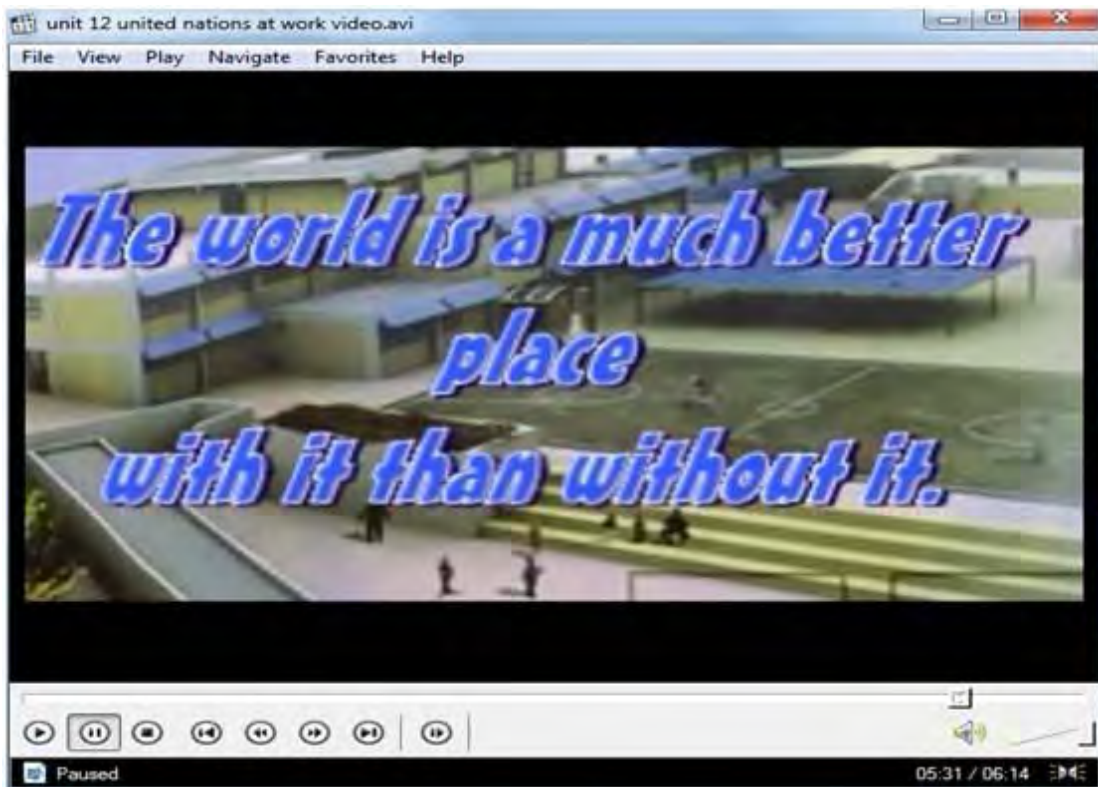 unit 12 united nations at work video.avi
File View Play Navigate Favorites Help
The world is a much better
place
with it than without it.
Paused
05:31 / 06:14